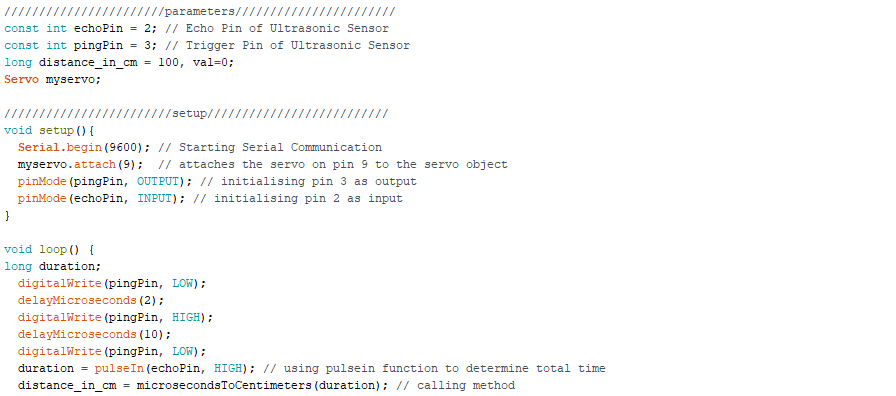 ///////////////////////parameters///////////////////////
const int echoPin = 2; // Echo Pin of Ultrasonic Sensor
const int pingPin = 3; // Trigger Pin of Ultrasonic Sensor
long distance_in_cm = 100, val=0;
Servo myservo;
////////////////////////setup//////////////////////////
void setup(){
Serial.begin(9600); // Starting Serial Communication
myservo.attach(9);  // attaches the servo on pin 9 to the servo object
pinMode(pingPin, OUTPUT); // initialising pin 3 as output
pinMode(echoPin, INPUT); // initialising pin 2 as input
}
void loop() {
long duration;
digitalWrite(pingPin, LOW);
delayMicroseconds(2);
digitalWrite(pingPin, HIGH);
delayMicroseconds(10);
digitalWrite(pingPin, LOW);
duration = pulseIn(echoPin, HIGH); // using pulsein function to determine total time
distance_in_cm = microsecondsToCentimeters(duration); // calling method